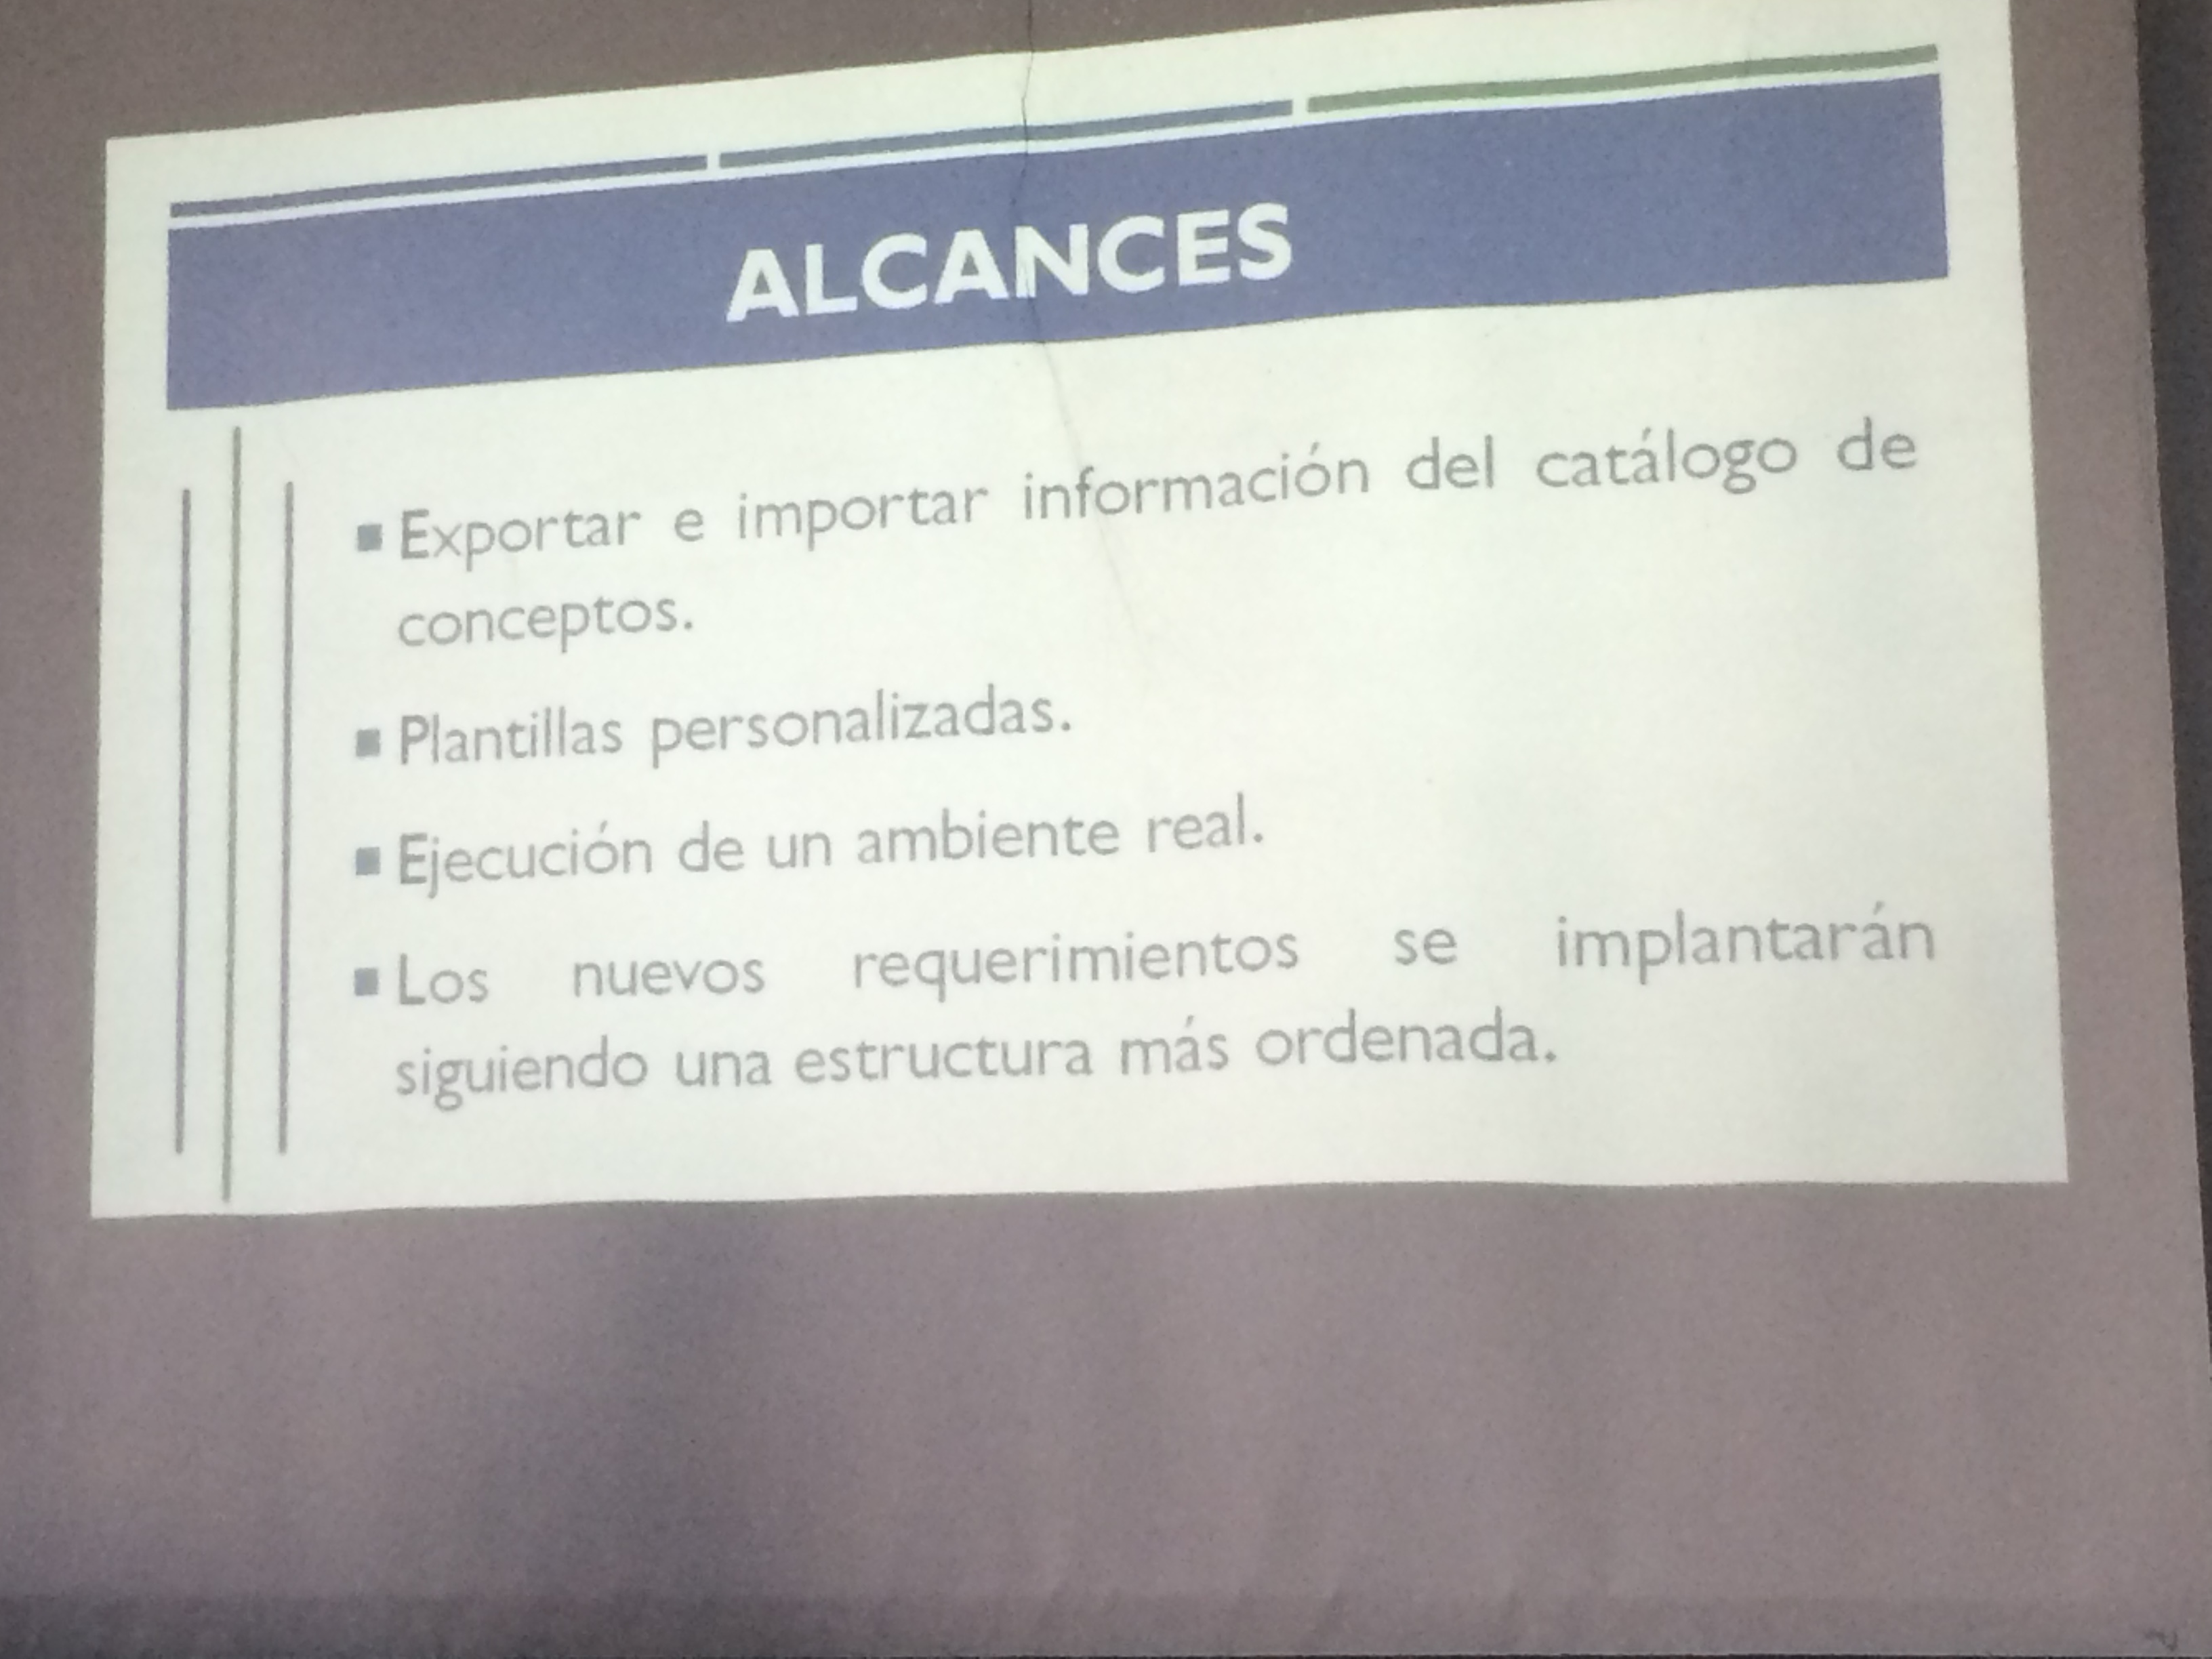 ALCANCES
▪ Exportar e importar información del catálogo de
conceptos.
▪ Plantillas personalizadas.
▪ Ejecución de un ambiente real.
▪ Los nuevos requerimientos se implantarán
siguiendo una estructura más ordenada.